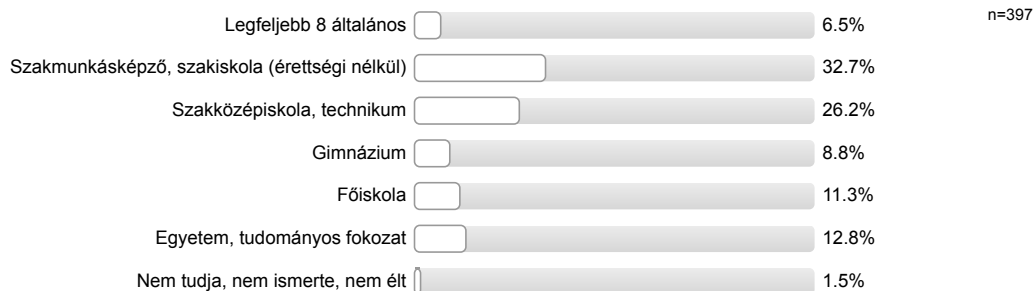 Legfeljebb 8 általános 6.5% n=397
Szakmunkásképző, szakiskola (érettségi nélkül) 32.7%
Szakközépiskola, technikum 26.2%
Gimnázium 8.8%
Főiskola 11.3%
Egyetem, tudományos fokozat 12.8%
Nem tudja, nem ismerte, nem élt 1.5%